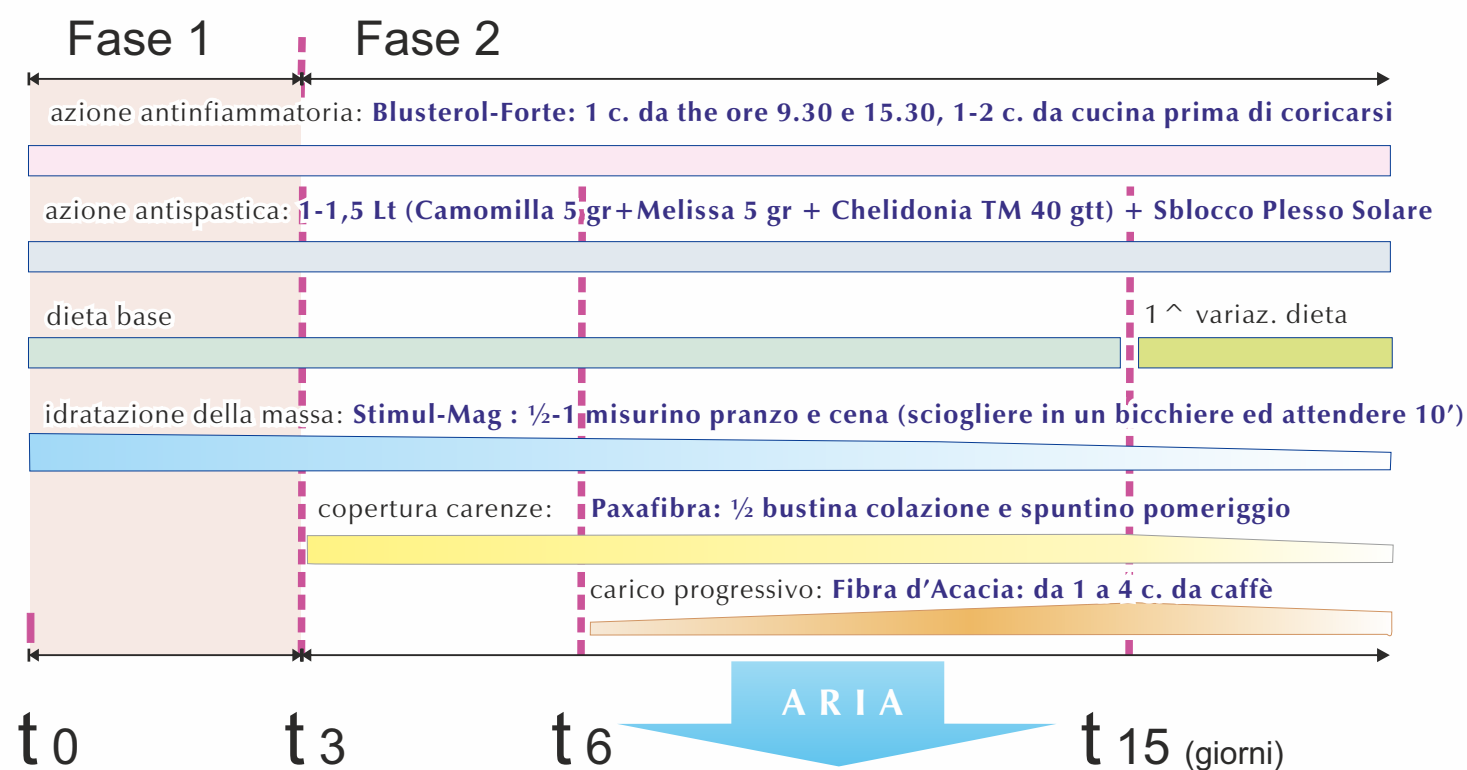 Fase 1
Fase 2
azione antinfiammatoria: Blusterol-Forte: 1 c. da the ore 9.30 e 15.30, 1-2 c. da cucina prima di coricarsi
azione antispastica: 1-1,5 Lt (Camomilla 5 gr+Melissa 5 gr + Chelidonia TM 40 gtt) + Sblocco Plesso Solare
dieta base
1^ variaz. dieta
idratazione della massa: Stimul-Mag : ½-1 misurino pranzo e cena (sciogliere in un bicchiere ed attendere 10’)
copertura carenze: Paxafibra: ½ bustina colazione e spuntino pomeriggio
carico progressivo: Fibra d’Acacia: da 1 a 4 c. da caffè
ARIA
t 0
t 3
t 6
t 15 (giorni)